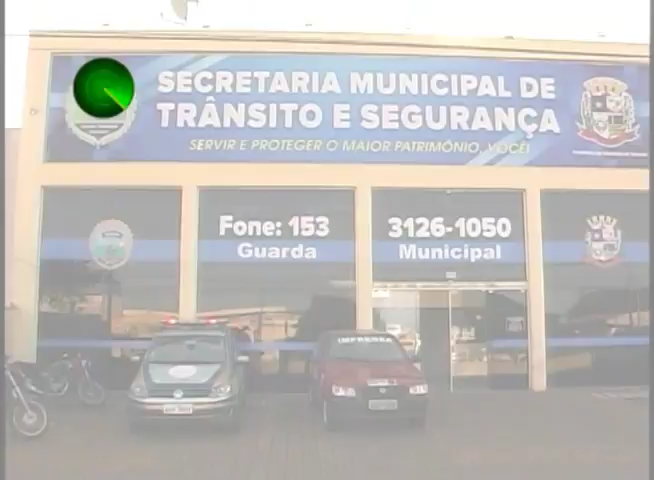 SECRETARIA MUNICIPAL DE
TRÂNSITO E SEGURANÇA
SERVIR E PROTEGER O MAIOR PATRIMÔNIO, VOCÊ!
Fone: 153
3126-1050
Guarda
Municipal
IMPRENSA